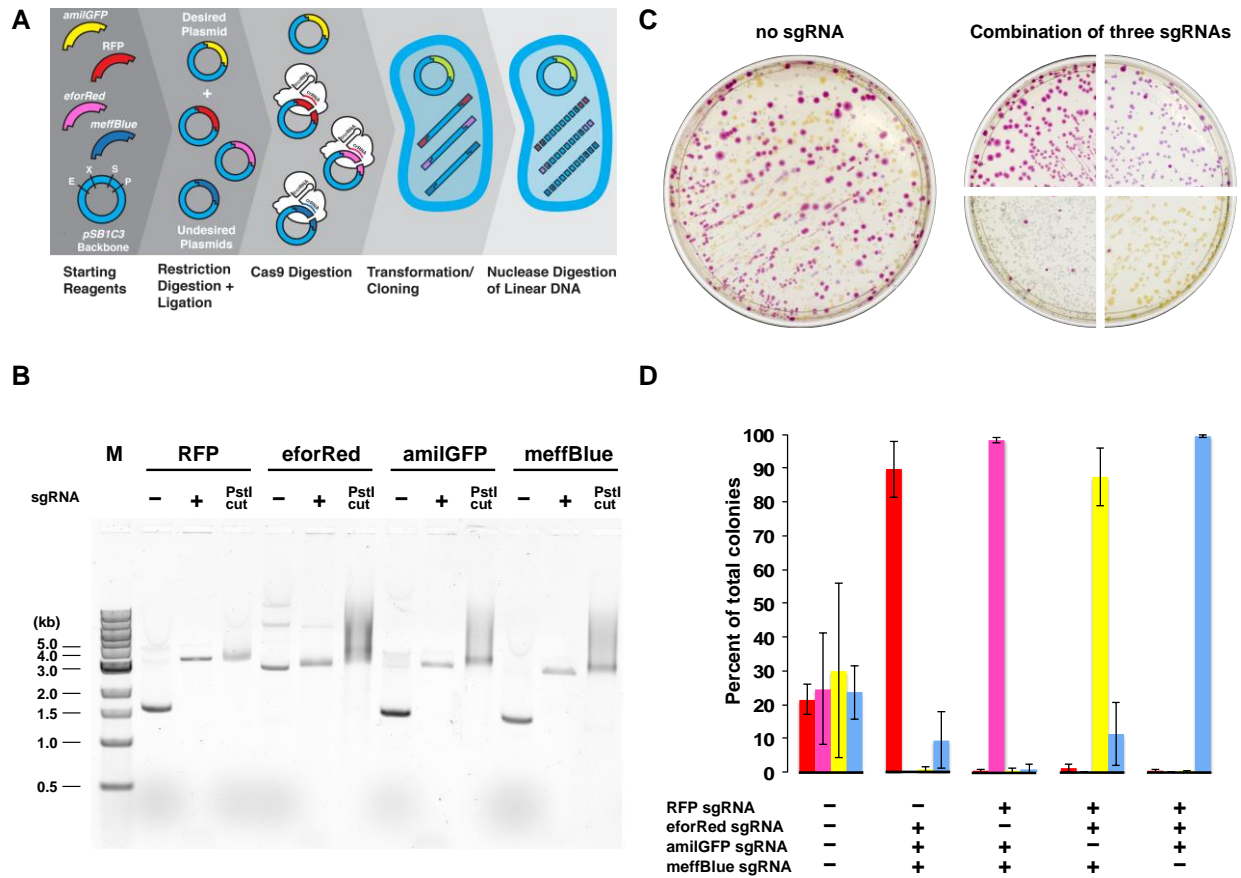 A
amilGFP
RFP
eforRed
meffBlue
E X S P
pSB1C3
Backbone
Desired
Plasmid
+
Undesired
Plasmids
crRNA
crRNA
crRNA
Starting
Reagents
Restriction
Digestion +
Ligation
Cas9 Digestion
Transformation/
Cloning
Nuclease Digestion
of Linear DNA
B
M RFP eforRed amilGFP meffBlue
sgRNA − + PstI cut − + PstI cut − + PstI cut − + PstI cut
(kb)
5.0
4.0
3.0
2.0
1.5
1.0
0.5
C
no sgRNA
Combination of three sgRNAs
D
Percent of total colonies
100
90
80
70
60
50
40
30
20
10
0
RFP sgRNA − − + + +
eforRed sgRNA − + − + +
amilGFP sgRNA − + + − +
meffBlue sgRNA − + + + −